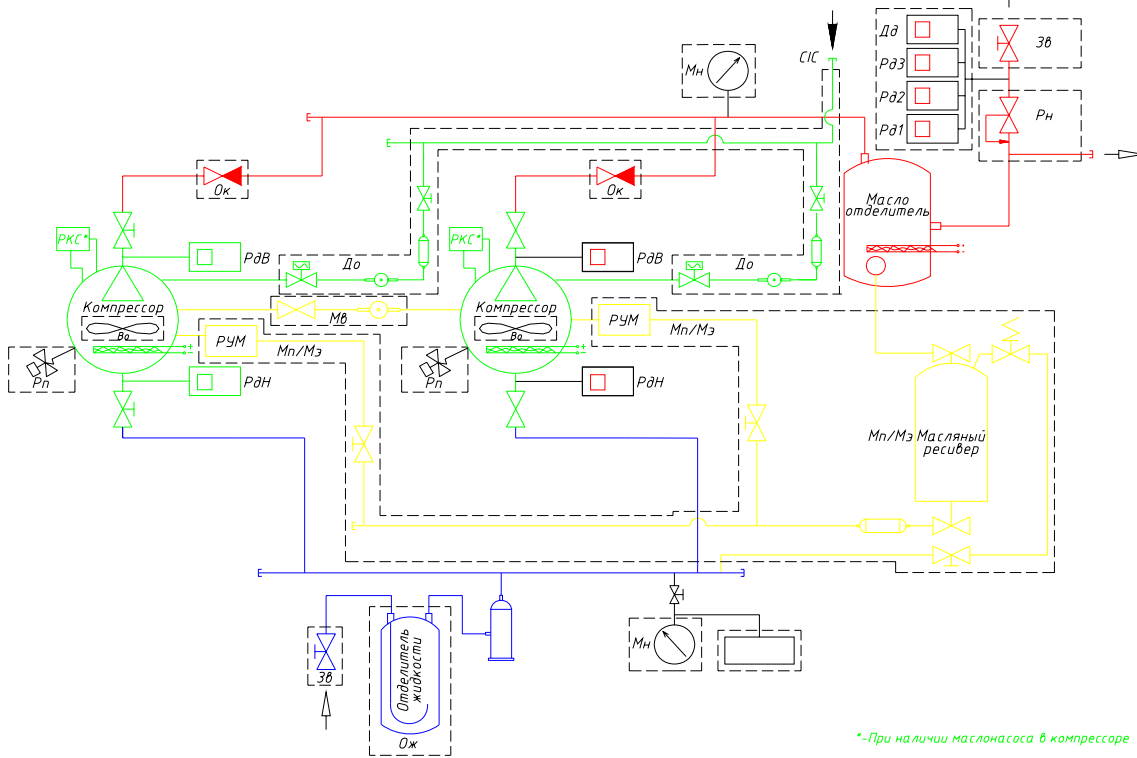 Дд
Зв
СІС
Рд3
Мн
Рд2
Рн
Рд1
Ок
Ок
Масло
отделитель
РКС*
РдВ
До
РКС*
РдВ
До
Компрессор
Во
Мв
Компрессор
Во
РУМ
Мп/Мэ
РУМ
Мп/Мэ
Рп
РдН
Рп
РдН
Мп/Мэ
Масляный
ресивер
Отделитель
жидкости
Зв
Ож
Мн
*-При наличии маслонасоса в компрессоре